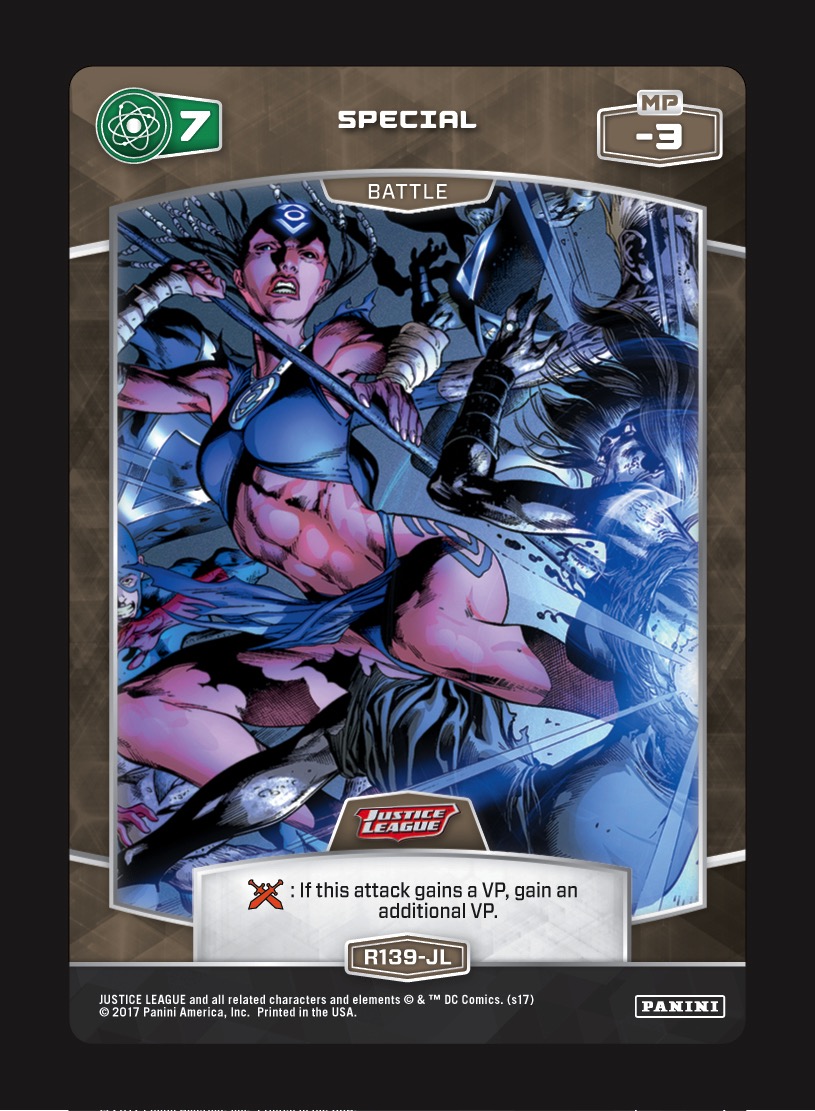 7
SPECIAL
MP
-3
BATTLE
JUSTICE
LEAGUE
: If this attack gains a VP, gain an
additional VP.
R139-JL
JUSTICE LEAGUE and all related characters and elements © & ™ DC Comics. (s17)
© 2017 Panini America, Inc.  Printed in the USA.
PANINI